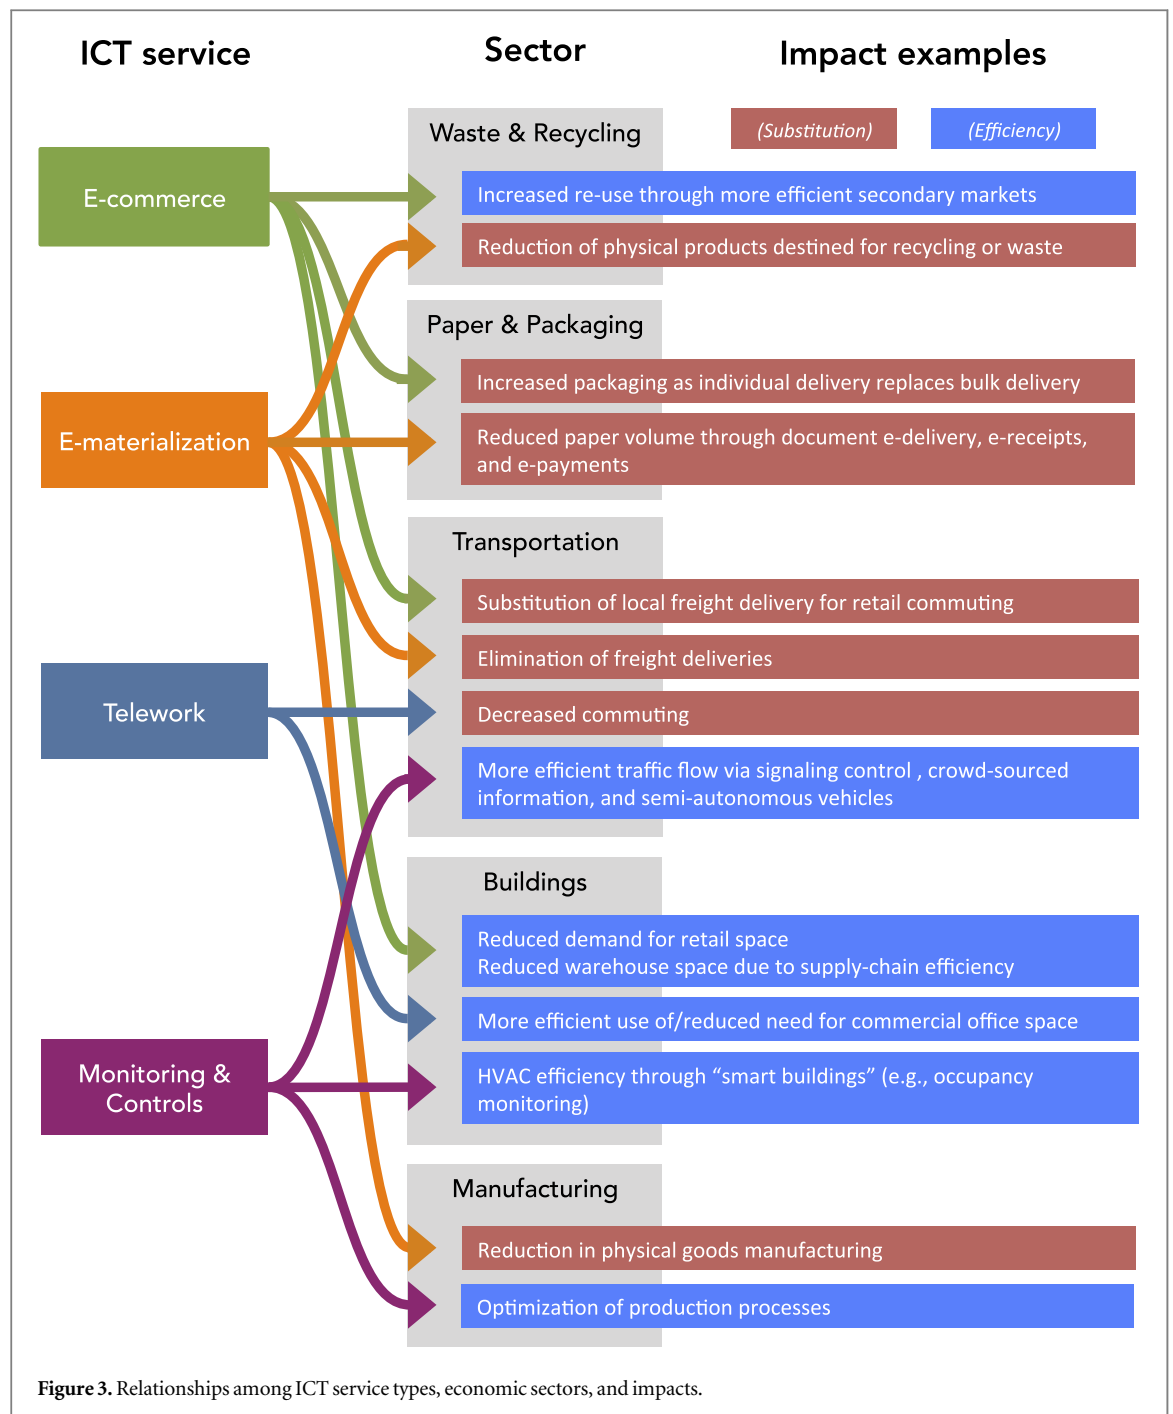 ICT service
Sector
Impact examples
(Substitution)
(Efficiency)
E-commerce
E-materialization
Telework
Monitoring &
Controls
Waste & Recycling
Increased re-use through more efficient secondary markets
Reduction of physical products destined for recycling or waste
Paper & Packaging
Increased packaging as individual delivery replaces bulk delivery
Reduced paper volume through document e-delivery, e-receipts,
and e-payments
Transportation
Substitution of local freight delivery for retail commuting
Elimination of freight deliveries
Decreased commuting
More efficient traffic flow via signaling control , crowd-sourced
information, and semi-autonomous vehicles
Buildings
Reduced demand for retail space
Reduced warehouse space due to supply-chain efficiency
More efficient use of/reduced need for commercial office space
HVAC efficiency through “smart buildings” (e.g., occupancy
monitoring)
Manufacturing
Reduction in physical goods manufacturing
Optimization of production processes
Figure 3. Relationships among ICT service types, economic sectors, and impacts.